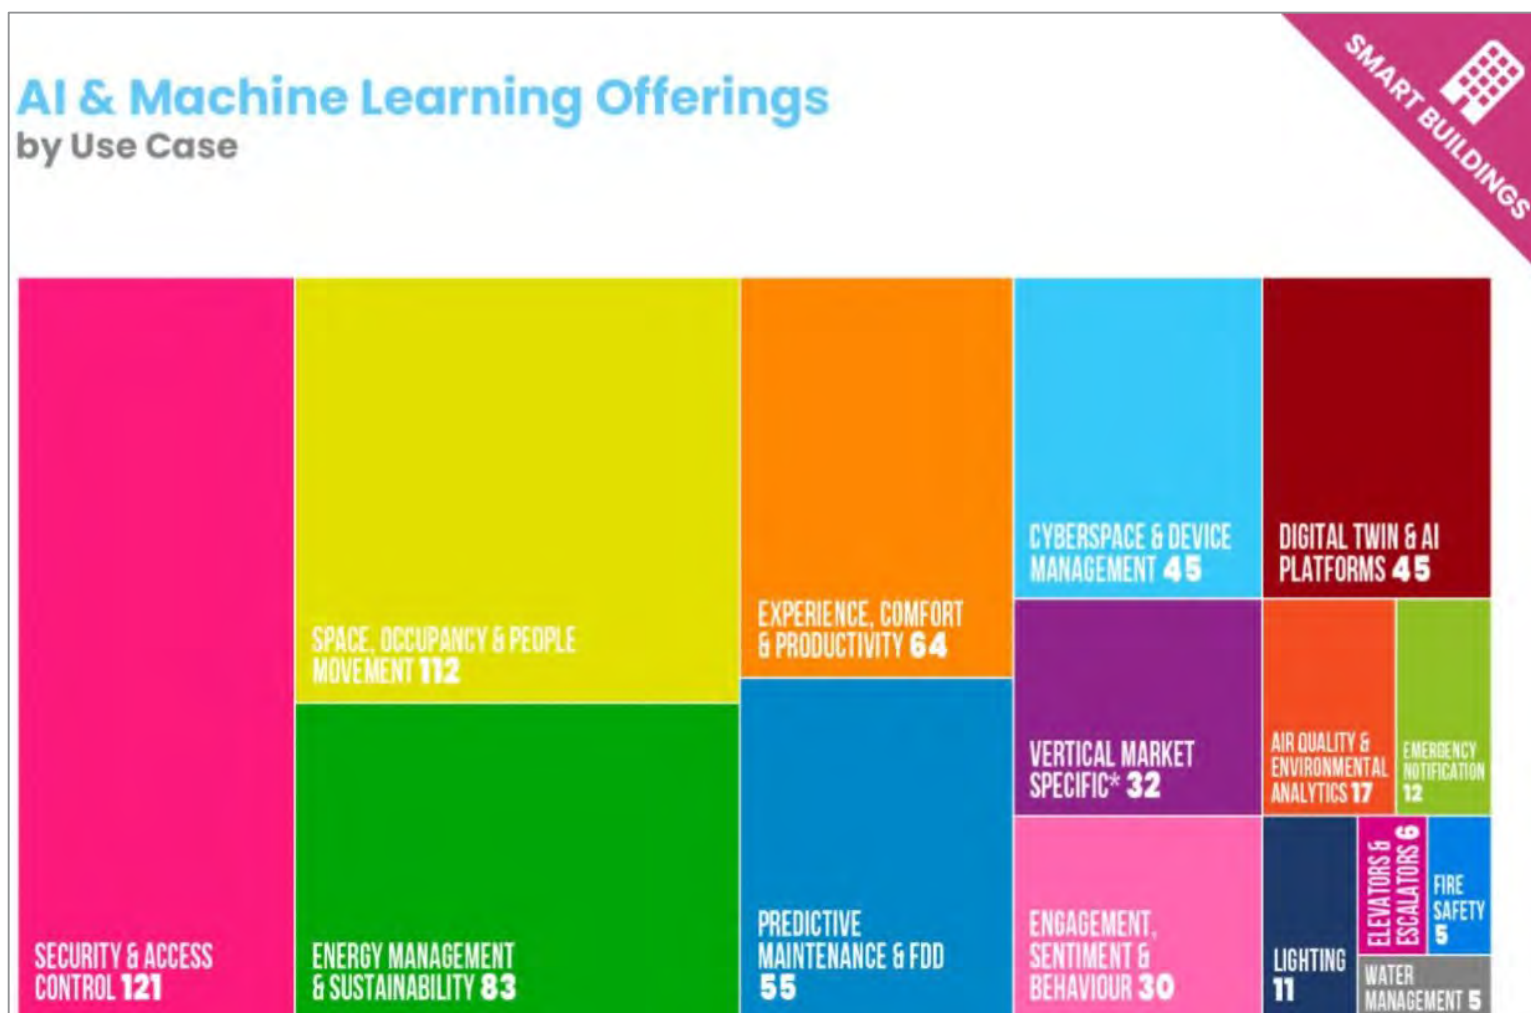 AI & Machine Learning Offerings
by Use Case
SMART BUILDINGS
SECURITY & ACCESS
CONTROL 121
SPACE, OCCUPANCY & PEOPLE
MOVEMENT 112
ENERGY MANAGEMENT
& SUSTAINABILITY 83
EXPERIENCE, COMFORT
& PRODUCTIVITY 64
PREDICTIVE
MAINTENANCE & FDD
55
CYBERSPACE & DEVICE
MANAGEMENT 45
DIGITAL TWIN & AI
PLATFORMS 45
VERTICAL MARKET
SPECIFIC* 32
AIR QUALITY &
ENVIRONMENTAL
ANALYTICS 17
EMERGENCY
NOTIFICATION
12
ENGAGEMENT,
SENTIMENT &
BEHAVIOUR 30
LIGHTING
11
ELEVATORS &
ESCALATORS 6
FIRE
SAFETY
5
WATER
MANAGEMENT 5